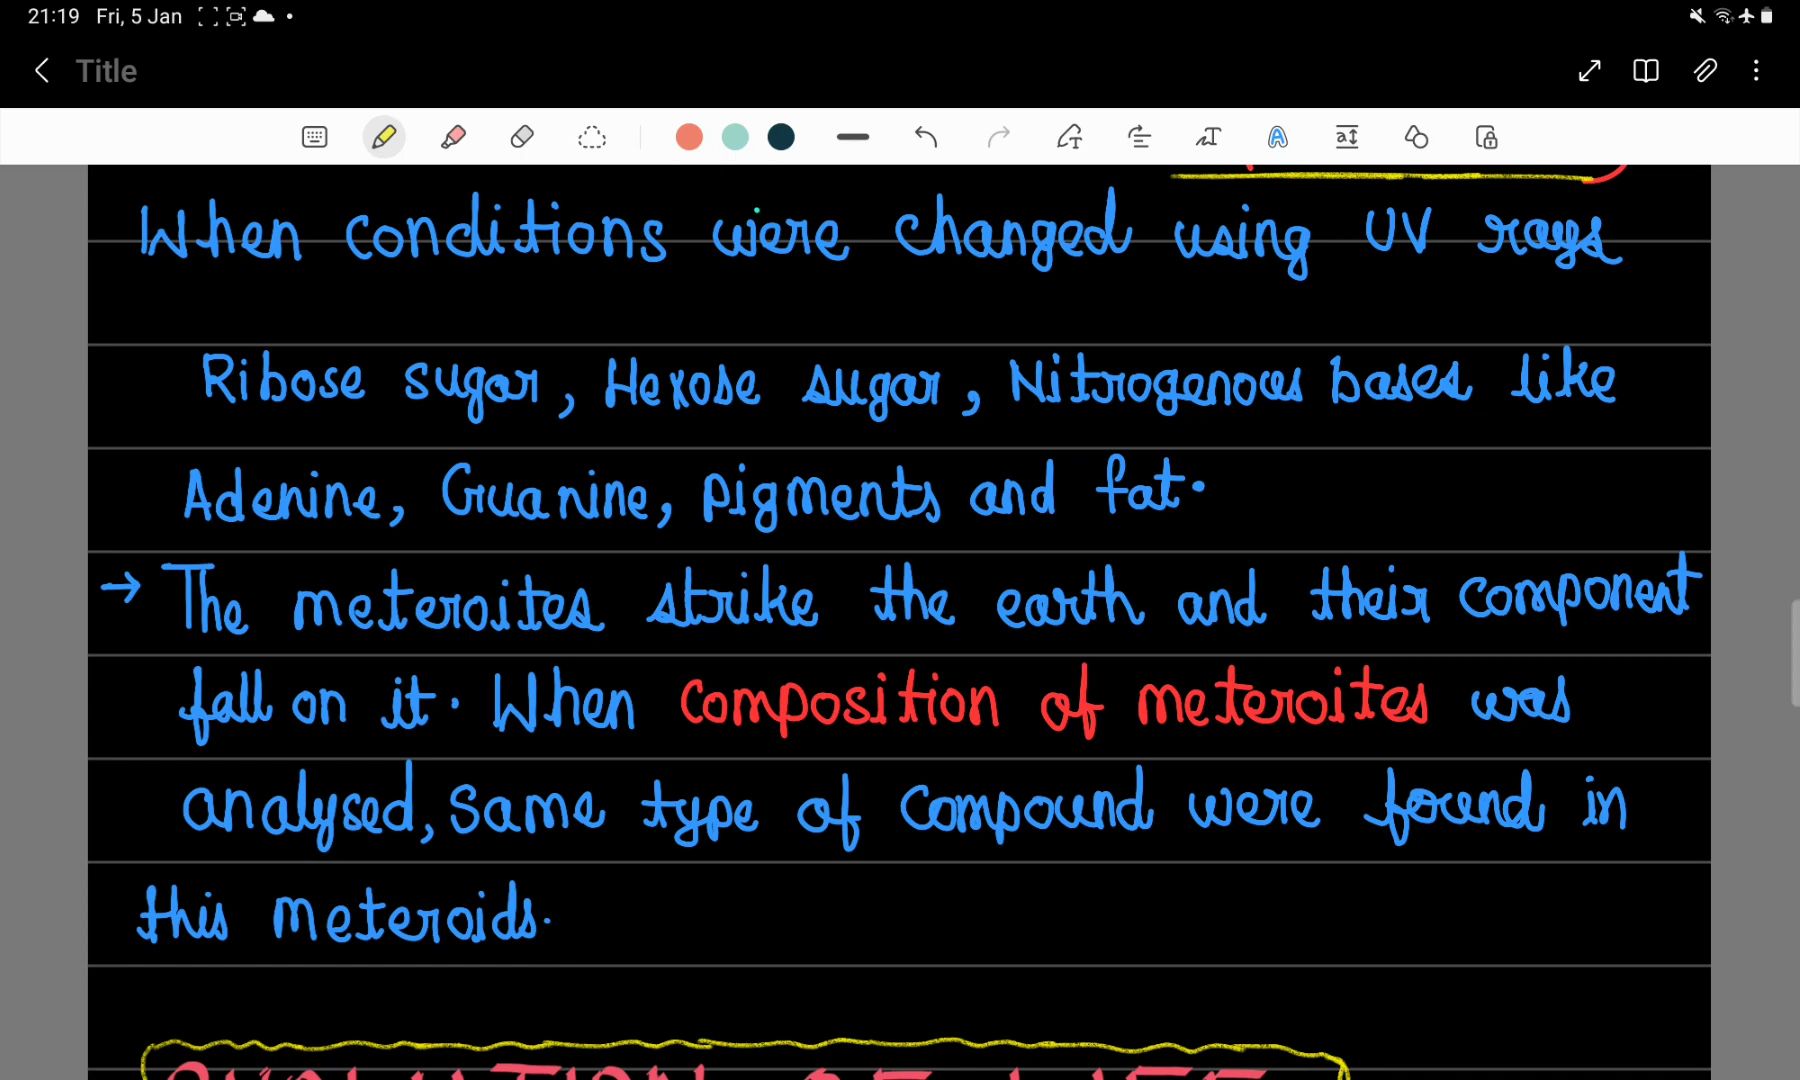 21:19 Fri, 5 Jan
Title
When conditions were changed using UV rays
Ribose sugar, Hexose sugar, Nitrogenous bases like
Adenine, Guanine, pigments and fat.
→ The meteroites strike the earth and their component
fall on it. When composition of meteroites was
analysed, same type of compound were found in
this meteroids.
OF LIFE